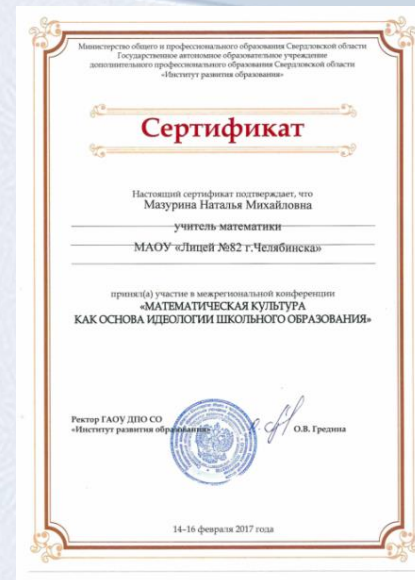 Министерство общего и профессионального образования Свердловской области
Государственное автономное образовательное учреждение
дополнительного профессионального образования Свердловской области
«Институт развития образования»
Сертификат
Настоящий сертификат подтверждает, что
Мазурина Наталья Михайловна
учитель математики
МАОУ «Лицей №82 г.Челябинска»
принял(а) участие в межрегиональной конференции
«МАТЕМАТИЧЕСКАЯ КУЛЬТУРА
КАК ОСНОВА ИДЕОЛОГИИ ШКОЛЬНОГО ОБРАЗОВАНИЯ»
Ректор ГАОУ ДПО СО
«Институт развития образования»
О.В. Гредина
14–16 февраля 2017 года